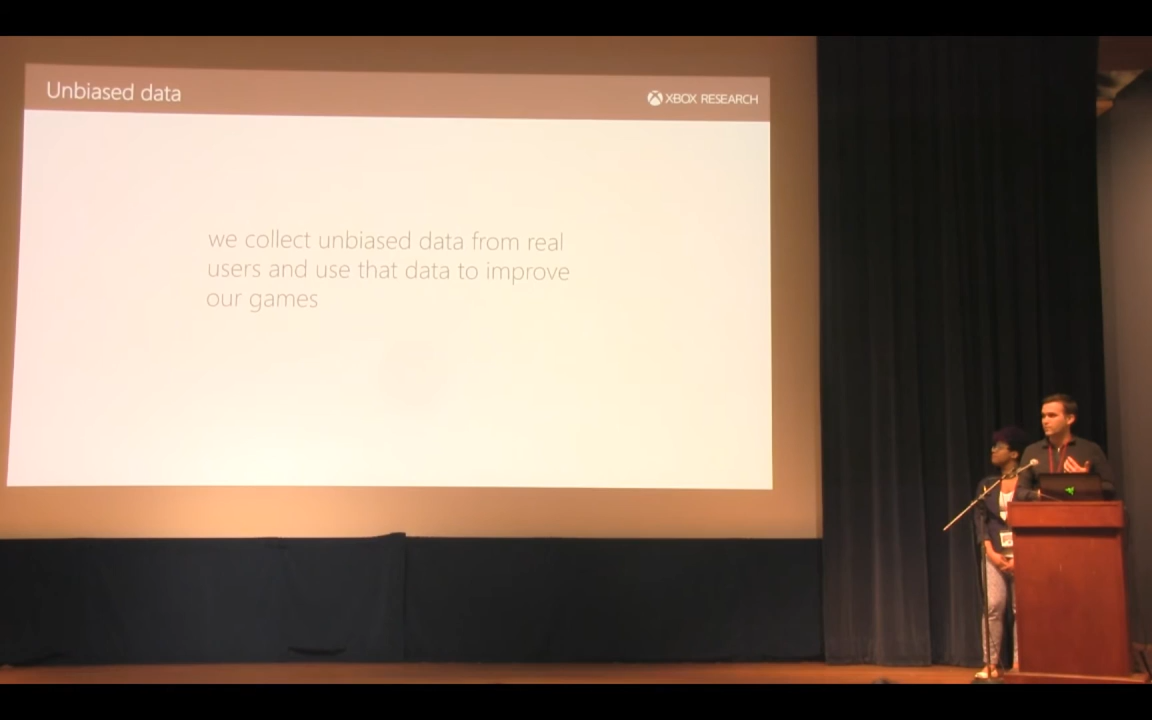 Unbiased data
XBOX RESEARCH
we collect unbiased data from real
users and use that data to improve
our games